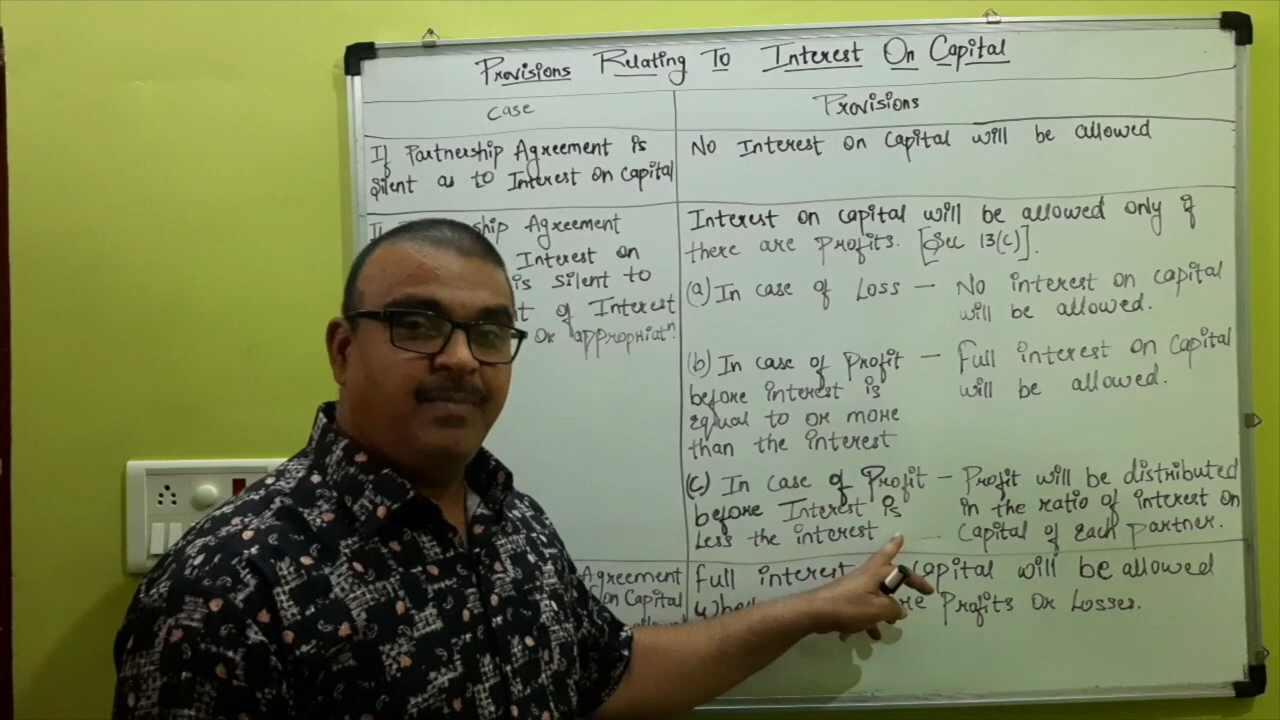 Provisions Relating To Interest On Capital
Case
Provisions
If Partnership Agreement is
Silent as to Interest on Capital
No Interest on Capital will be allowed
Agreement
Interest on
is Silent to
of Interest
Or appropriatn.
Interest on Capital will be allowed only if
there are Profits. [Sec 13(c)].
(a) In case of Loss – No interest on capital
will be allowed.
(b) In case of Profit – Full interest on Capital
before interest is will be allowed.
equal to or more
than the interest
(c) In case of Profit – Profit will be distributed
before Interest is in the ratio of interest on
Less the interest Capital of Each Partner.
Agreement
on Capital
Full interest Capital will be allowed
Profits Or Losses.